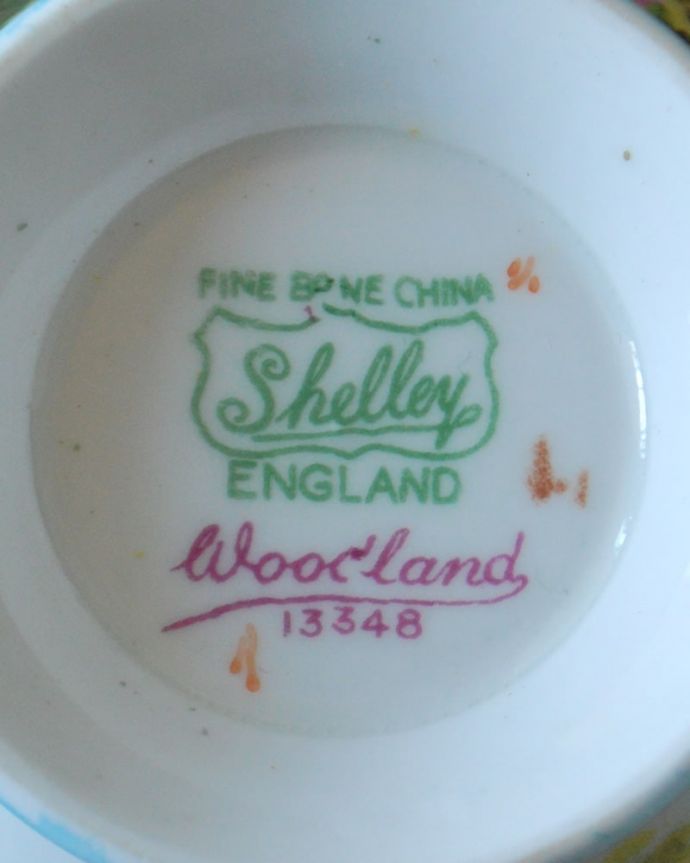 FINE BONE CHINA
Shelley
ENGLAND
Woodland
13348